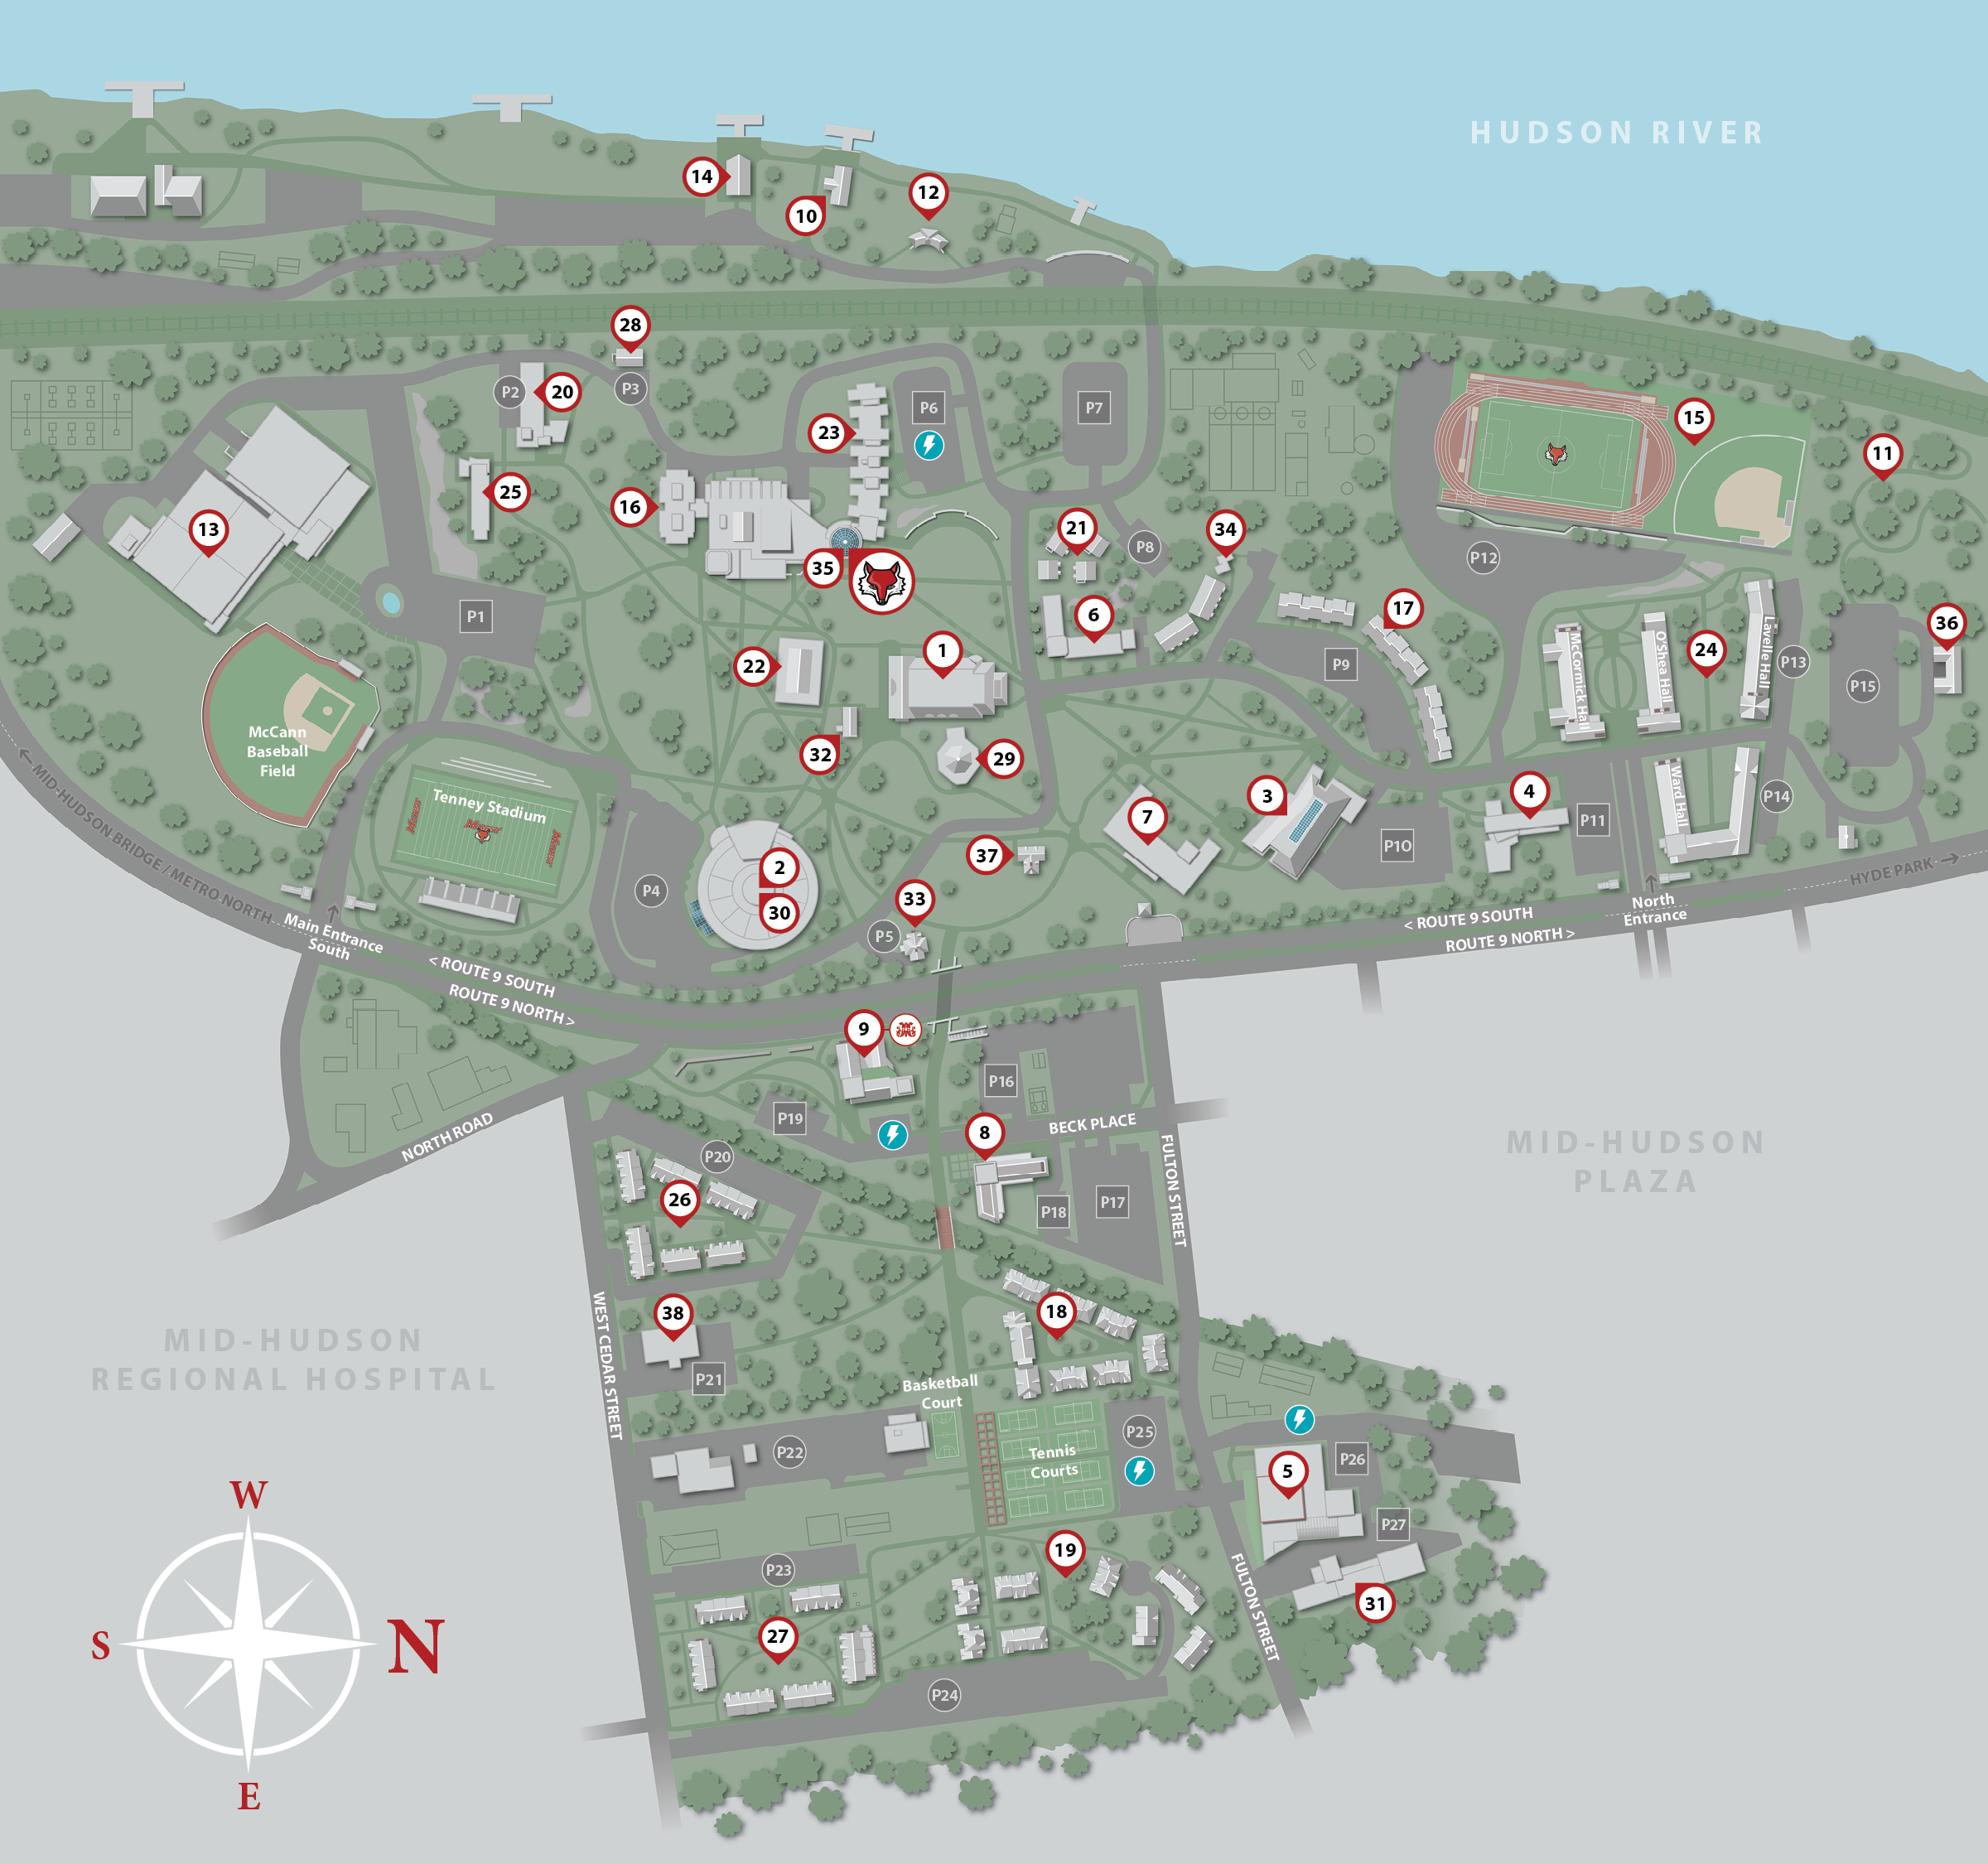 HUDSON RIVER
14
10
12
28
P2
20
P3
23
P6
P7
15
11
13
25
16
21
34
P8
P12
35
P1
6
17
36
22
1
P9
McCormick Hall
O'Shea Hall
24
Lavelle Hall
P13
P15
McCann
Baseball
Field
32
29
MID-HUDSON BRIDGE / METRO-NORTH
Tenney Stadium
Marist
Marist
Marist
3
4
Ward Hall
P14
7
P11
P10
2
37
P4
30
33
P5
HYDE PARK
Main Entrance
South
North
Entrance
< ROUTE 9 SOUTH
ROUTE 9 NORTH >
< ROUTE 9 SOUTH
ROUTE 9 NORTH >
9
P16
P19
NORTH ROAD
8
BECK PLACE
FULTON STREET
MID-HUDSON
PLAZA
P20
26
P18
P17
WEST CEDAR STREET
38
18
MID-HUDSON
REGIONAL HOSPITAL
P21
Basketball
Court
P22
Tennis
Courts
P25
P26
5
P27
19
P23
FULTON STREET
31
27
P24
W
S
N
E